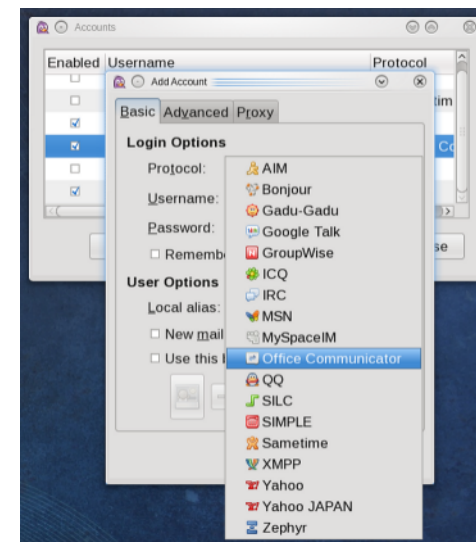 Accounts
Enabled Username Protocol
Add Account
Basic Advanced Proxy
Login Options
Protocol:
Username:
Password:
Rememb
User Options
Local alias:
New mail
Use this
AIM
Bonjour
Gadu-Gadu
Google Talk
GroupWise
ICQ
IRC
MSN
MySpaceIM
Office Communicator
QQ
SILC
SIMPLE
Sametime
XMPP
Yahoo
Yahoo JAPAN
Zephyr
tim
Co
se